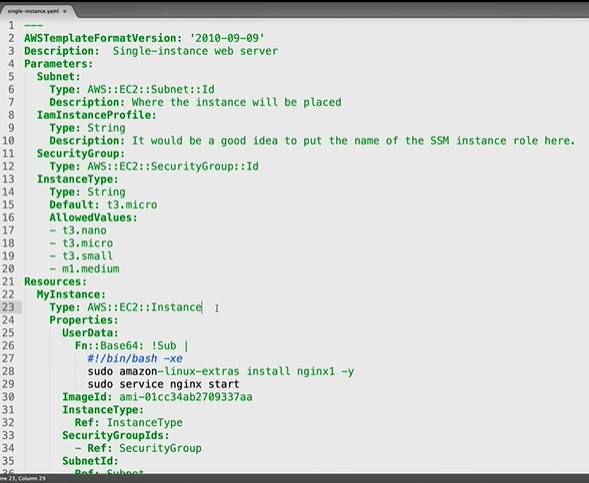 single-instance.yaml
1 ---
2 AWSTemplateFormatVersion: '2010-09-09'
3 Description:  Single-instance web server
4 Parameters:
5   Subnet:
6     Type: AWS::EC2::Subnet::Id
7     Description: Where the instance will be placed
8   IamInstanceProfile:
9     Type: String
10     Description: It would be a good idea to put the name of the SSM instance role here.
11   SecurityGroup:
12     Type: AWS::EC2::SecurityGroup::Id
13   InstanceType:
14     Type: String
15     Default: t3.micro
16     AllowedValues:
17     - t3.nano
18     - t3.micro
19     - t3.small
20     - m1.medium
21 Resources:
22   MyInstance:
23     Type: AWS::EC2::Instance
24     Properties:
25       UserData:
26         Fn::Base64: !Sub |
27           #!/bin/bash -xe
28           sudo amazon-linux-extras install nginx1 -y
29           sudo service nginx start
30       ImageId: ami-01cc34ab2709337aa
31       InstanceType:
32         Ref: InstanceType
33       SecurityGroupIds:
34         - Ref: SecurityGroup
35       SubnetId:
36         Ref: Subnet
ine 23, Column 29